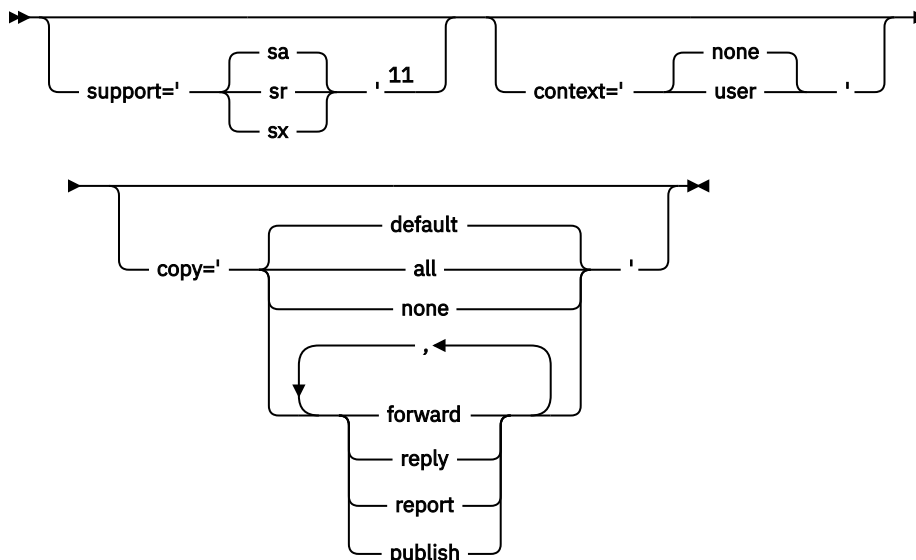 sa none
support=' sr ' 11 context=' user '
sx
default
copy=' all '
none
,
forward
reply
report
publish